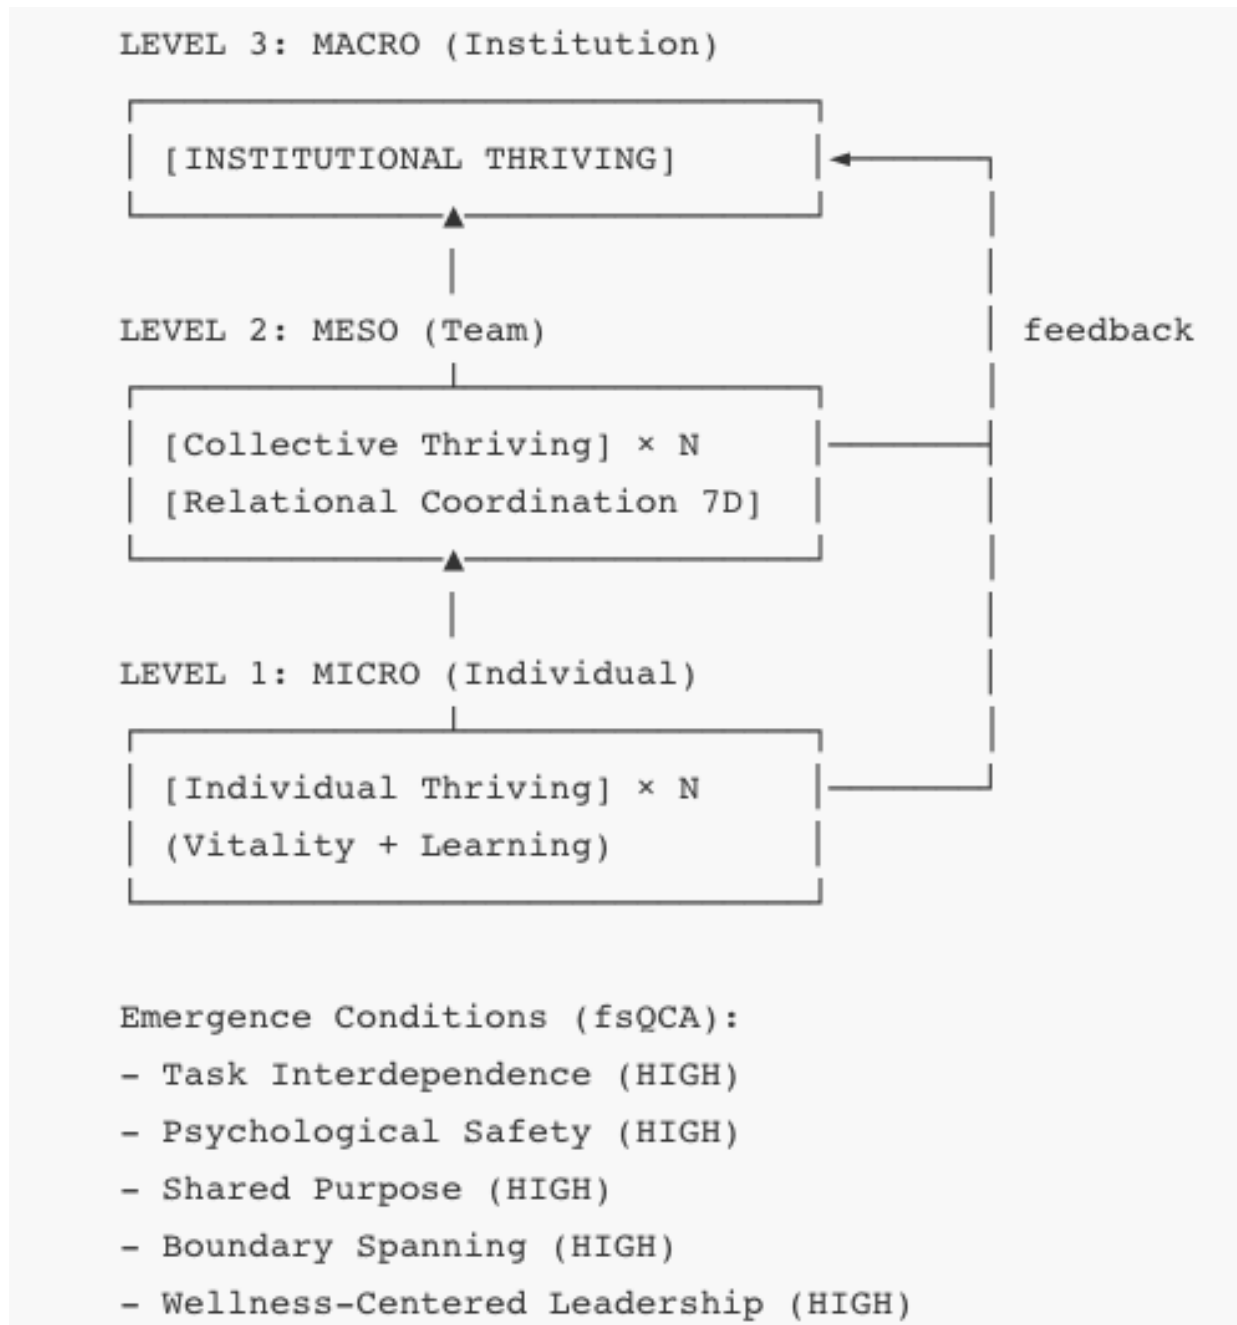 LEVEL 3: MACRO (Institution)
[INSTITUTIONAL THRIVING]
LEVEL 2: MESO (Team)
feedback
[Collective Thriving] × N
[Relational Coordination 7D]
LEVEL 1: MICRO (Individual)
[Individual Thriving] × N
(Vitality + Learning)
Emergence Conditions (fsQCA):
- Task Interdependence (HIGH)
- Psychological Safety (HIGH)
- Shared Purpose (HIGH)
- Boundary Spanning (HIGH)
- Wellness-Centered Leadership (HIGH)